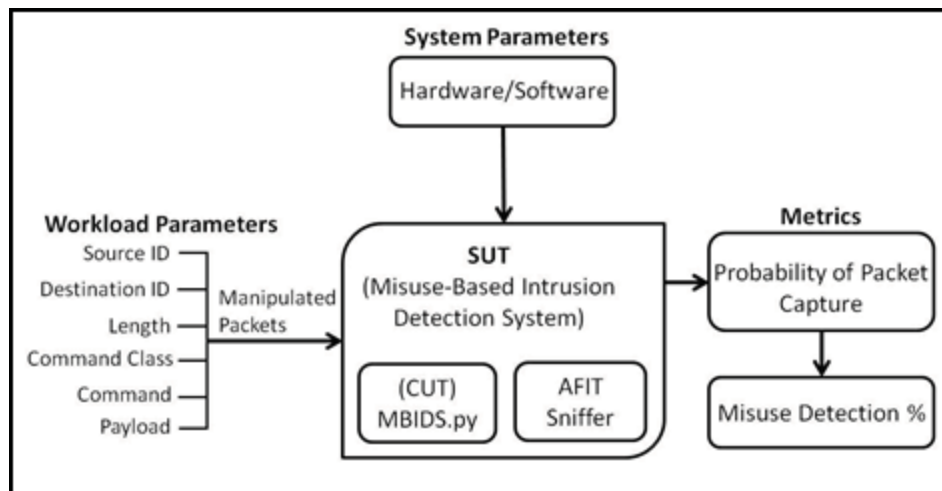 System Parameters
Hardware/Software
Workload Parameters
Source ID
Destination ID
Length
Command Class
Command
Payload
Manipulated
Packets
SUT
(Misuse-Based Intrusion
Detection System)
(CUT)
MBIDS.py
AFIT
Sniffer
Metrics
Probability of Packet
Capture
Misuse Detection %